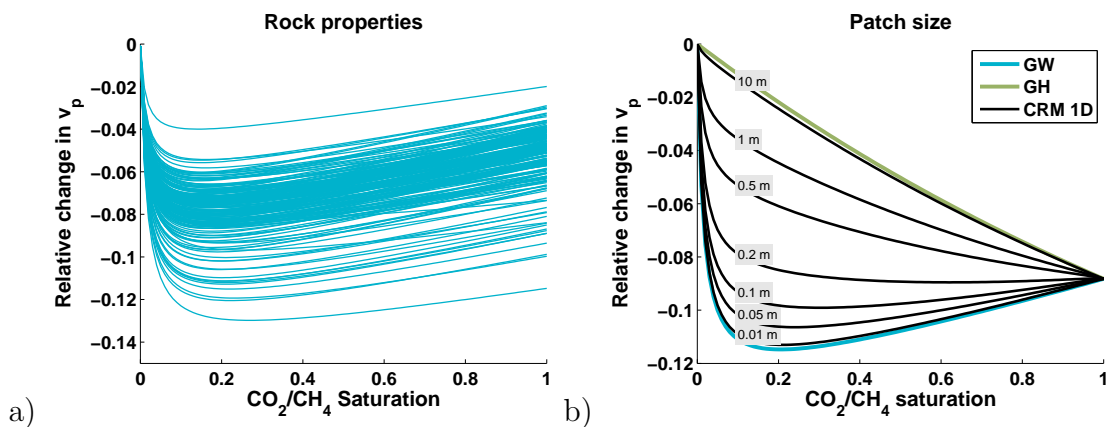 Rock properties
0
−0.02
−0.04
−0.06
−0.08
−0.1
−0.12
−0.14
Relative change in v_p
0
0.2
0.4
0.6
0.8
1
CO₂/CH₄ Saturation
a)
Patch size
0
−0.02
−0.04
−0.06
−0.08
−0.1
−0.12
Relative change in v_p
10 m
1 m
0.5 m
0.2 m
0.1 m
0.05 m
0.01 m
GW
GH
CRM 1D
0
0.2
0.4
0.6
0.8
1
CO₂/CH₄ saturation
b)